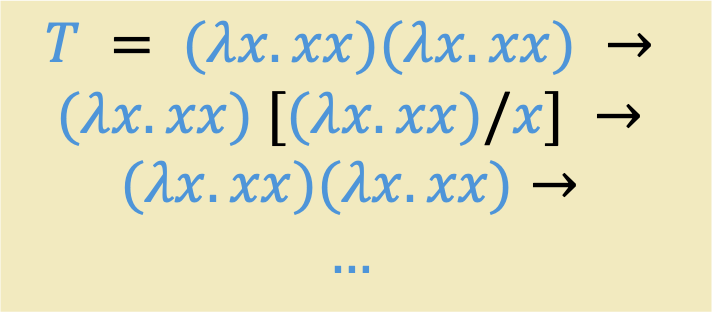 T = (λx.xx)(λx.xx) →
(λx.xx) [(λx.xx)/x] →
(λx.xx)(λx.xx) →
...